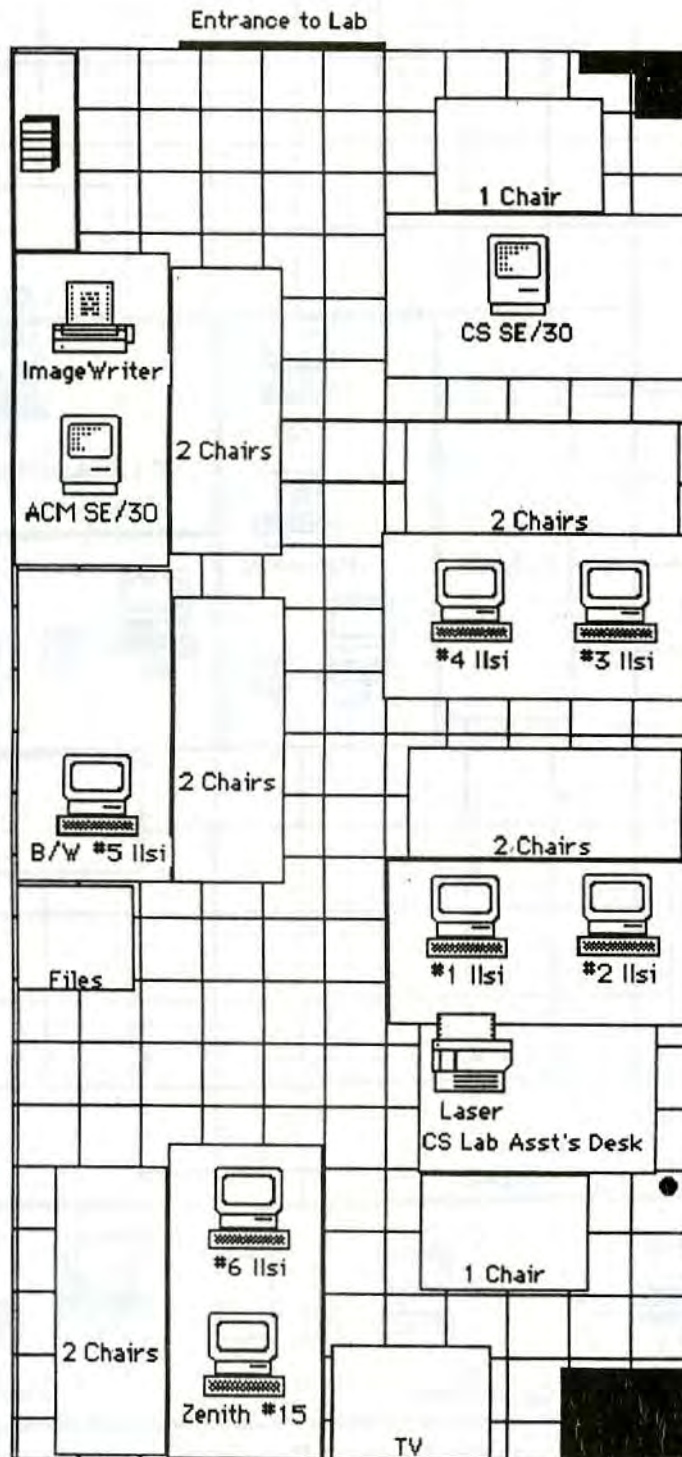 Entrance to Lab
1 Chair
CS SE/30
ImageWriter
2 Chairs
ACM SE/30
2 Chairs
#4 IIsi
#3 IIsi
2 Chairs
B/W #5 IIsi
2 Chairs
#1 IIsi
#2 IIsi
Files
Laser
CS Lab Asst's Desk
#6 IIsi
1 Chair
2 Chairs
Zenith #15
TV